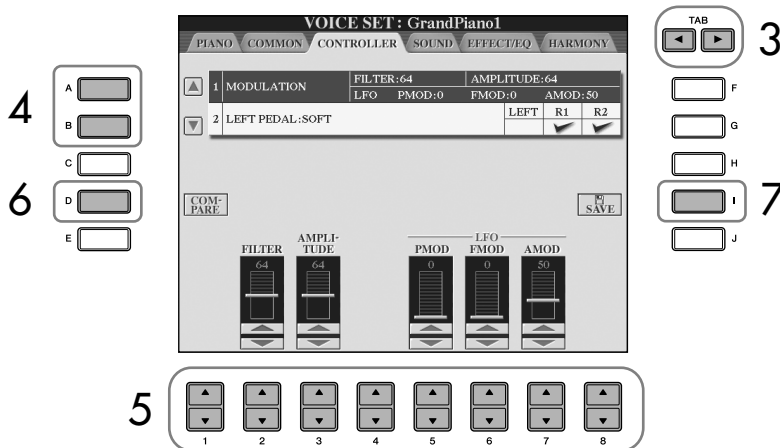 VOICE SET : GrandPiano1
TAB
3
PIANO COMMON CONTROLLER SOUND EFFECT/EQ HARMONY
4
A
B
C
6
D
E
1 MODULATION FILTER:64 AMPLITUDE:64
LFO PMOD:0 FMOD:0 AMOD:50
2 LEFT PEDAL:SOFT LEFT R1 R2
COM-
PARE
SAVE
F
G
H
I
7
J
FILTER AMPLI-
TUDE LFO
PMOD FMOD AMOD
64 64 0 0 50
5
1 2 3 4 5 6 7 8